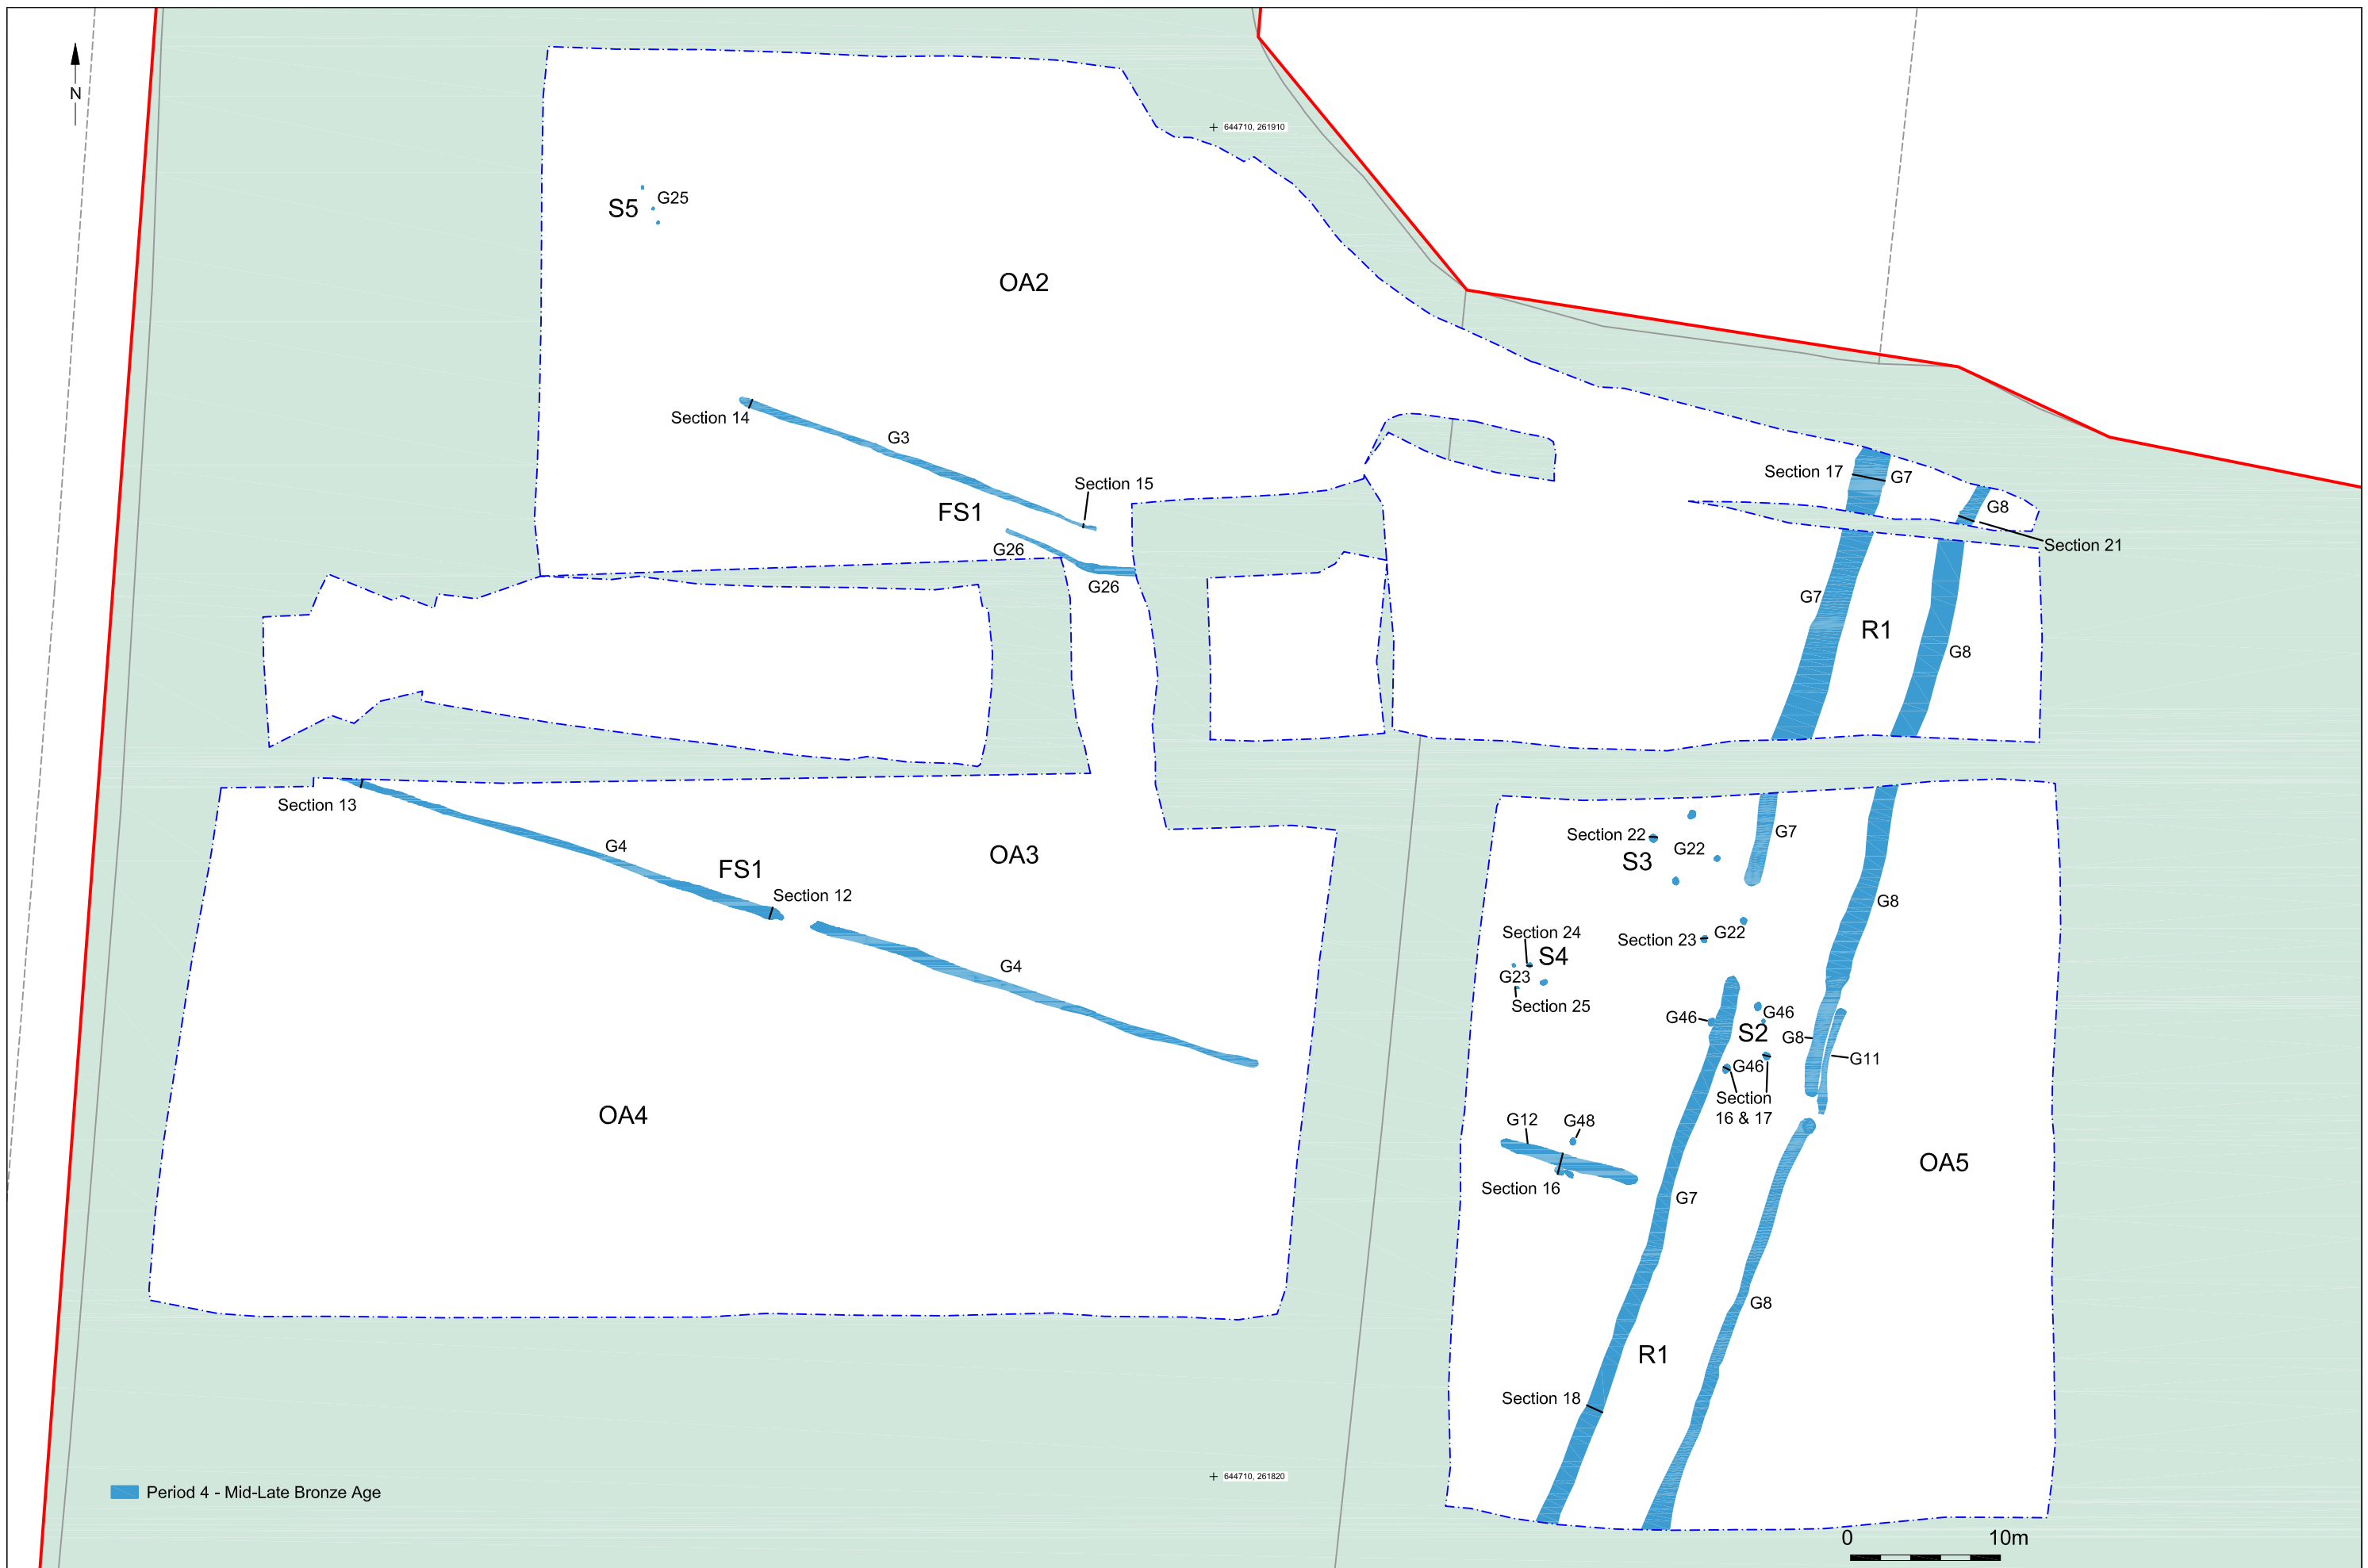 N
644710, 261910
S5
G25
OA2
Section 14
G3
Section 15
FS1
G26
G26
Section 17
G7
G8
Section 21
G7
R1
G8
Section 13
G4
FS1
OA3
Section 12
G4
OA4
Section 22
G22
S3
G7
G8
Section 23
G22
Section 24
S4
G23
Section 25
G46
G46
S2
G8
G11
G46
Section
16 & 17
G12
G48
Section 16
OA5
G7
G8
R1
Section 18
644710, 261820
Period 4 - Mid-Late Bronze Age
0
10m